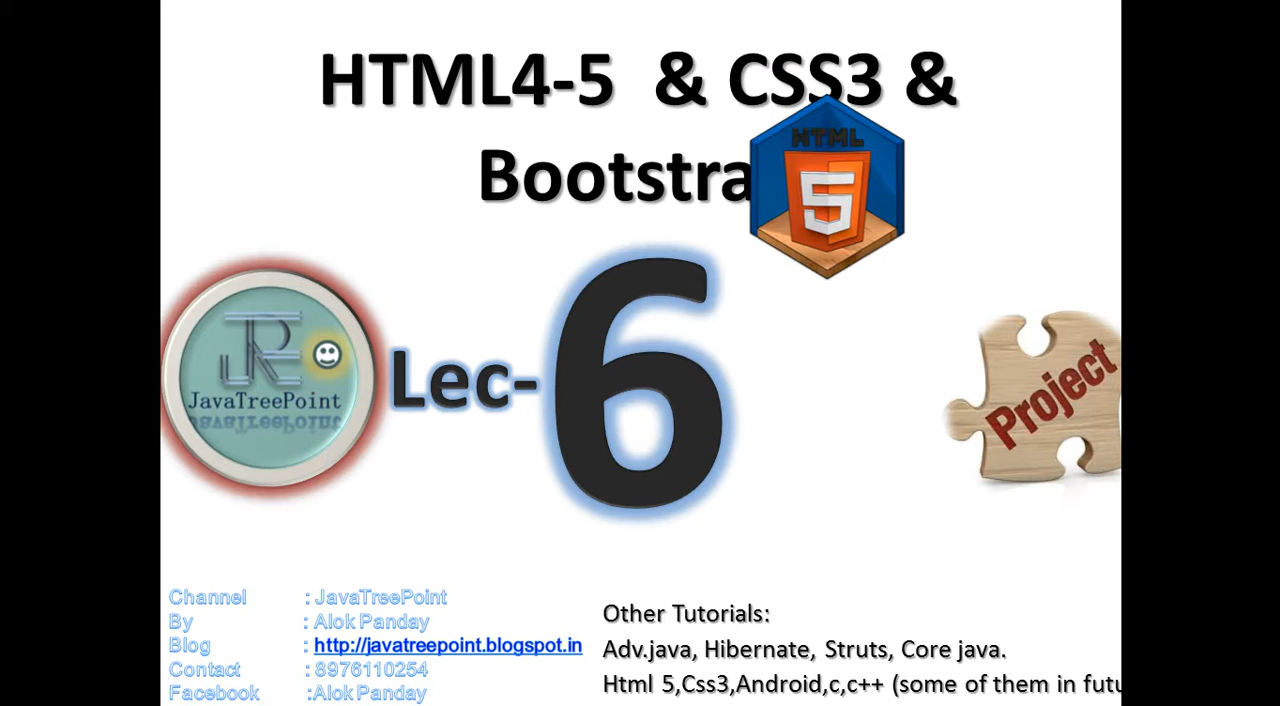 HTML4-5 & CSS3 &
Bootstra
HTML
5
JavaTreePoint
Lec-6
Project
Channel : JavaTreePoint
By : Alok Panday
Blog : http://javatreepoint.blogspot.in
Contact : 8976110254
Facebook :Alok Panday
Other Tutorials:
Adv.java, Hibernate, Struts, Core java.
Html 5,Css3,Android,c,c++ (some of them in futu